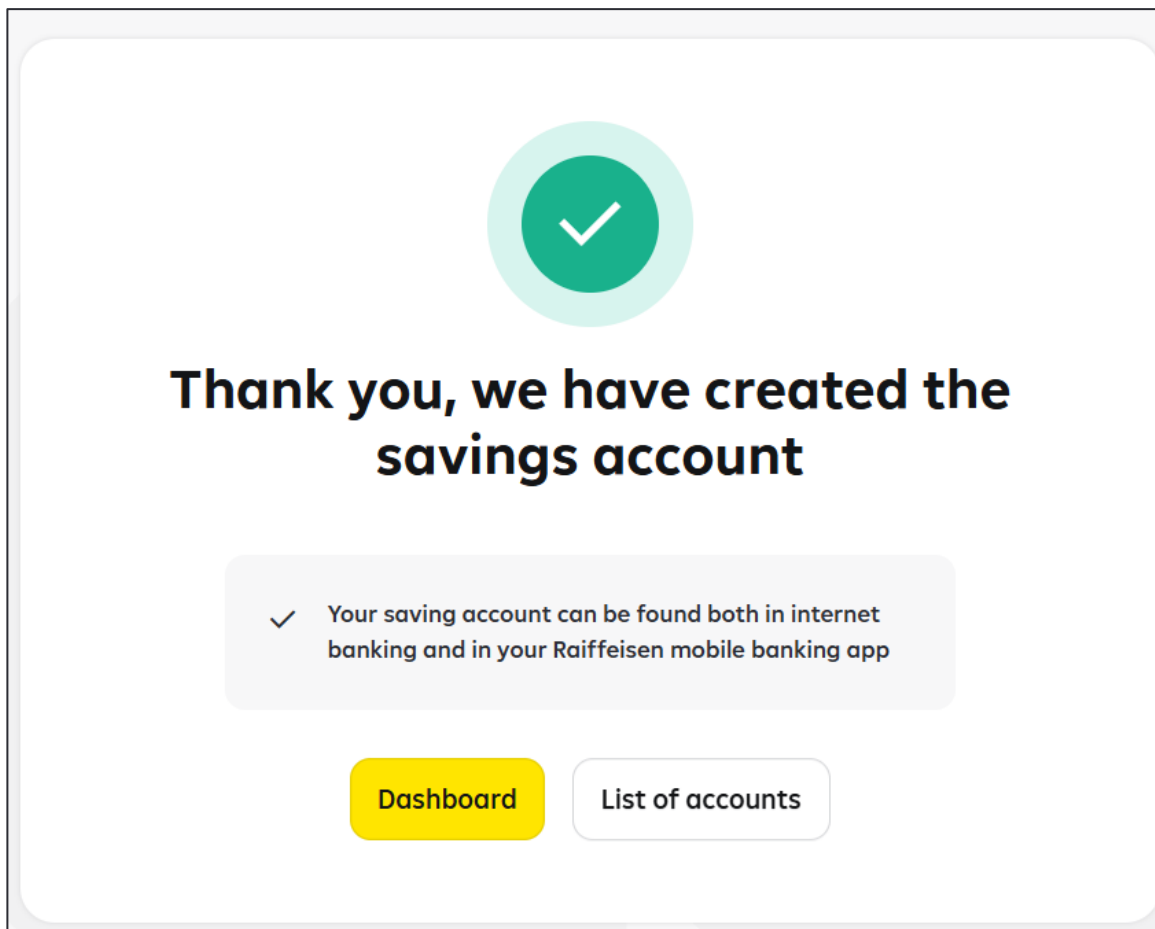 Thank you, we have created the
savings account
Your saving account can be found both in internet
banking and in your Raiffeisen mobile banking app
Dashboard
List of accounts